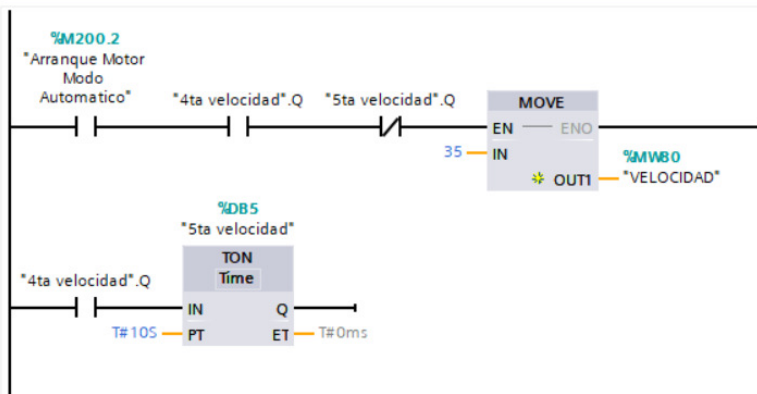 %M200.2
"Arranque Motor
Modo
Automatico"
"4ta velocidad".Q
"5ta velocidad".Q
MOVE
EN
ENO
35
IN
%MW80
OUT1
"VELOCIDAD"
%DB5
"5ta velocidad"
TON
Time
"4ta velocidad".Q
IN
Q
T#10S
PT
ET
T#0ms